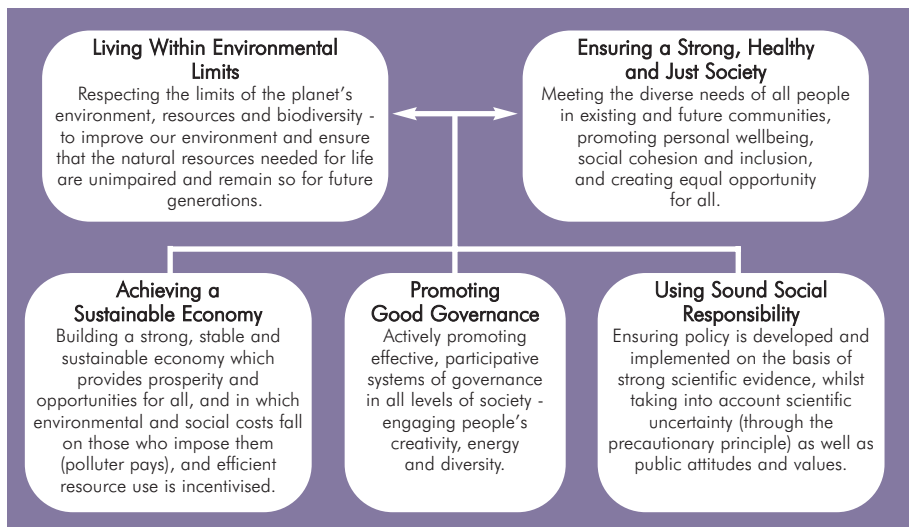 Living Within Environmental
Limits
Respecting the limits of the planet's
environment, resources and biodiversity -
to improve our environment and ensure
that the natural resources needed for life
are unimpaired and remain so for future
generations.
Ensuring a Strong, Healthy
and Just Society
Meeting the diverse needs of all people
in existing and future communities,
promoting personal wellbeing,
social cohesion and inclusion,
and creating equal opportunity
for all.
Achieving a
Sustainable Economy
Building a strong, stable and
sustainable economy which
provides prosperity and
opportunities for all, and in which
environmental and social costs fall
on those who impose them
(polluter pays), and efficient
resource use is incentivised.
Promoting
Good Governance
Actively promoting
effective, participative
systems of governance
in all levels of society -
engaging people's
creativity, energy
and diversity.
Using Sound Social
Responsibility
Ensuring policy is developed and
implemented on the basis of
strong scientific evidence, whilst
taking into account scientific
uncertainty (through the
precautionary principle) as well as
public attitudes and values.